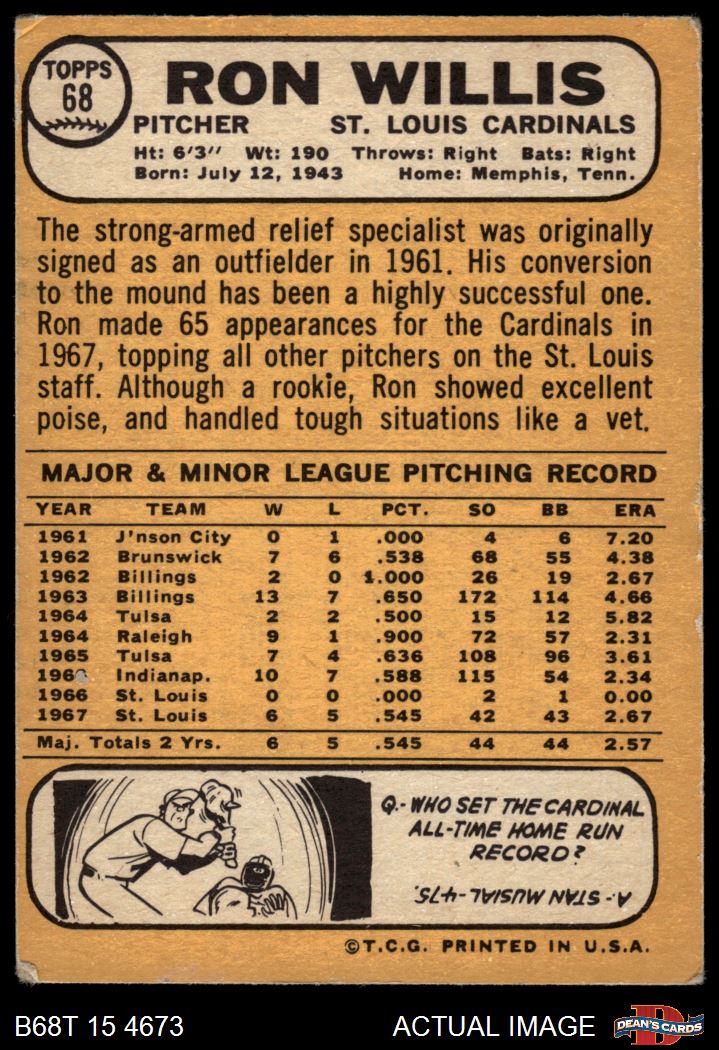 TOPPS
68
RON WILLIS
PITCHER ST. LOUIS CARDINALS
Ht: 6'3" Wt: 190 Throws: Right Bats: Right
Born: July 12, 1943 Home: Memphis, Tenn.
The strong-armed relief specialist was originally
signed as an outfielder in 1961. His conversion
to the mound has been a highly successful one.
Ron made 65 appearances for the Cardinals in
1967, topping all other pitchers on the St. Louis
staff. Although a rookie, Ron showed excellent
poise, and handled tough situations like a vet.
MAJOR & MINOR LEAGUE PITCHING RECORD
YEAR TEAM W L PCT. SO BB ERA
1961 J'nson City 0 1 .000 4 6 7.20
1962 Brunswick 7 6 .538 68 55 4.38
1962 Billings 2 0 1.000 26 19 2.67
1963 Billings 13 7 .650 172 114 4.66
1964 Tulsa 2 2 .500 15 12 5.82
1964 Raleigh 9 1 .900 72 57 2.31
1965 Tulsa 7 4 .636 108 96 3.61
1966 Indianap. 10 7 .588 115 54 2.34
1966 St. Louis 0 0 .000 2 1 0.00
1967 St. Louis 6 5 .545 42 43 2.67
Maj. Totals 2 Yrs. 6 5 .545 44 44 2.57
Q.- WHO SET THE CARDINAL
ALL-TIME HOME RUN
RECORD?
A.- STAN MUSIAL-475.
©T.C.G. PRINTED IN U.S.A.
B68T 15 4673 ACTUAL IMAGE D DEAN'S CARDS